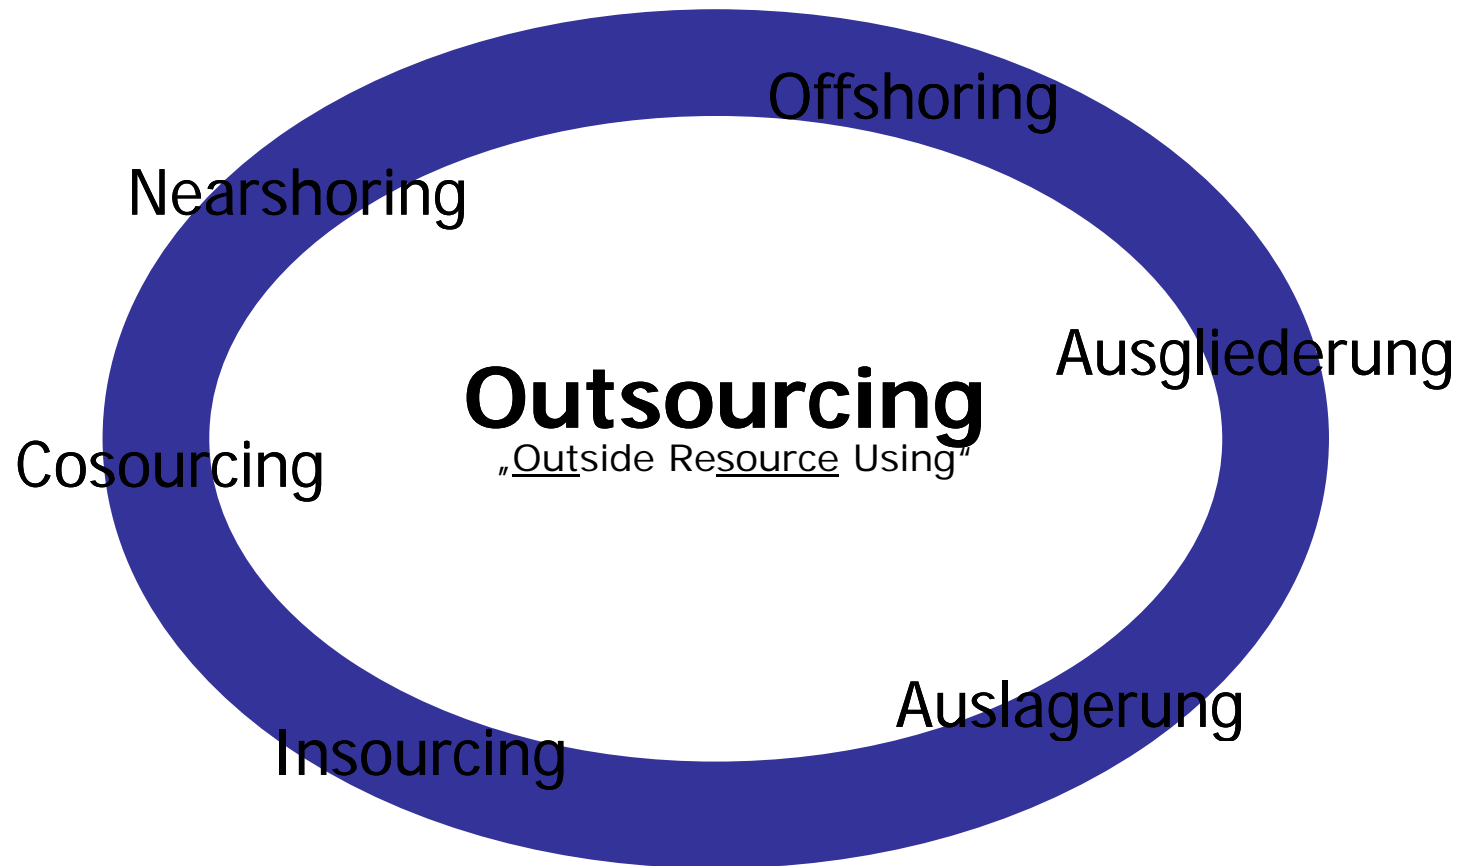 Offshoring
Nearshoring
Ausgliederung
Outsourcing
„Outside Resource Using“
Cosourcing
Auslagerung
Insourcing